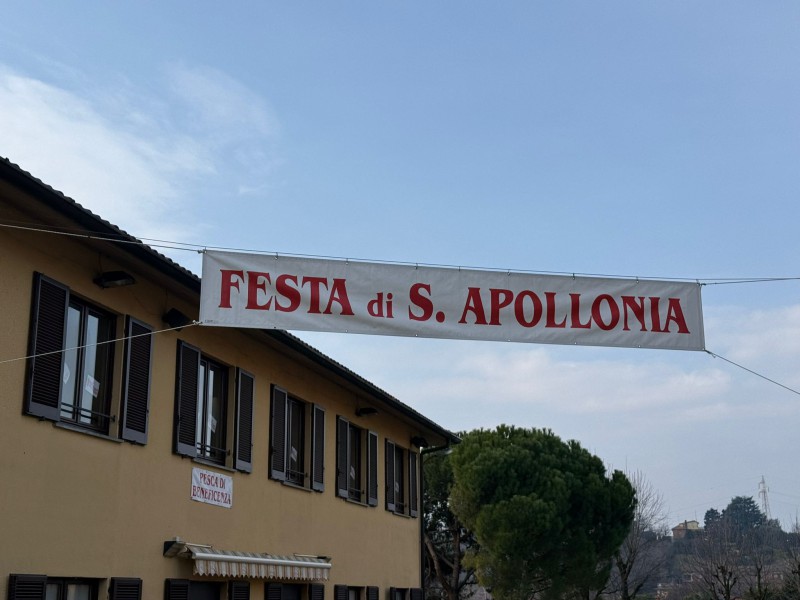 FESTA di S. APOLLONIA
PESCA DI
BENEFICENZA